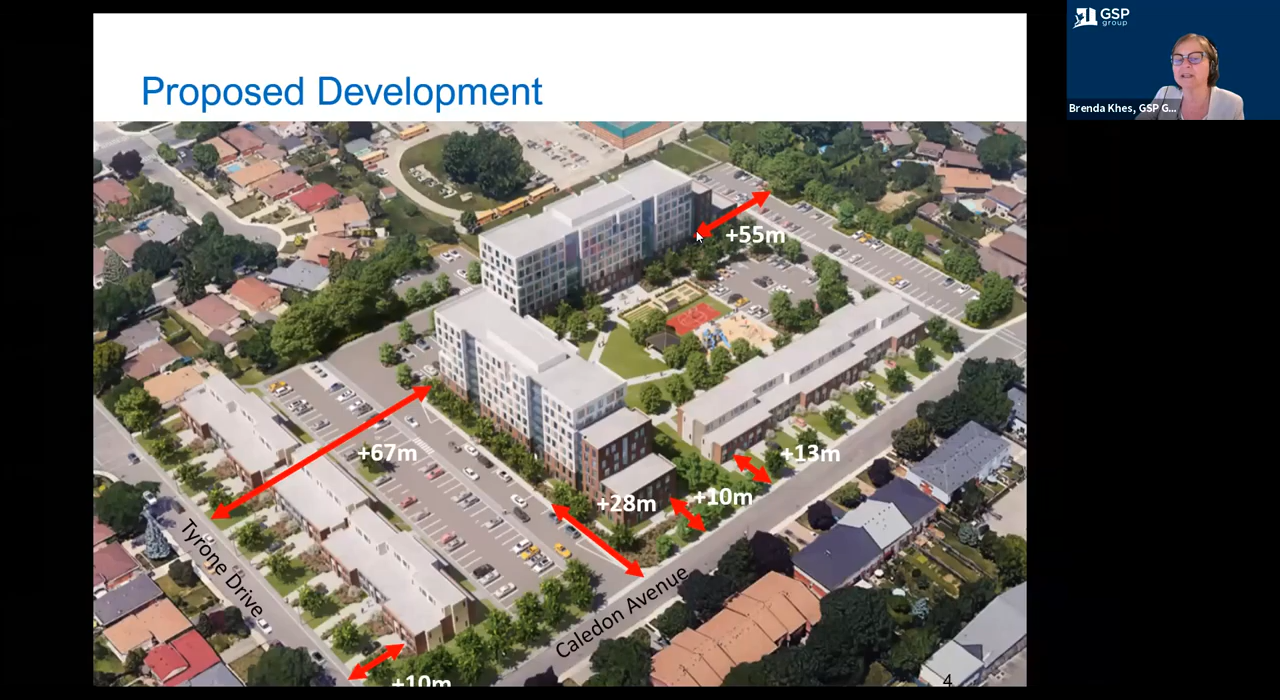 Proposed Development
GSP
group
Brenda Khes, GSP G...
+55m
+67m
+13m
+10m
+28m
Tyrone Drive
Caledon Avenue
+10m
4